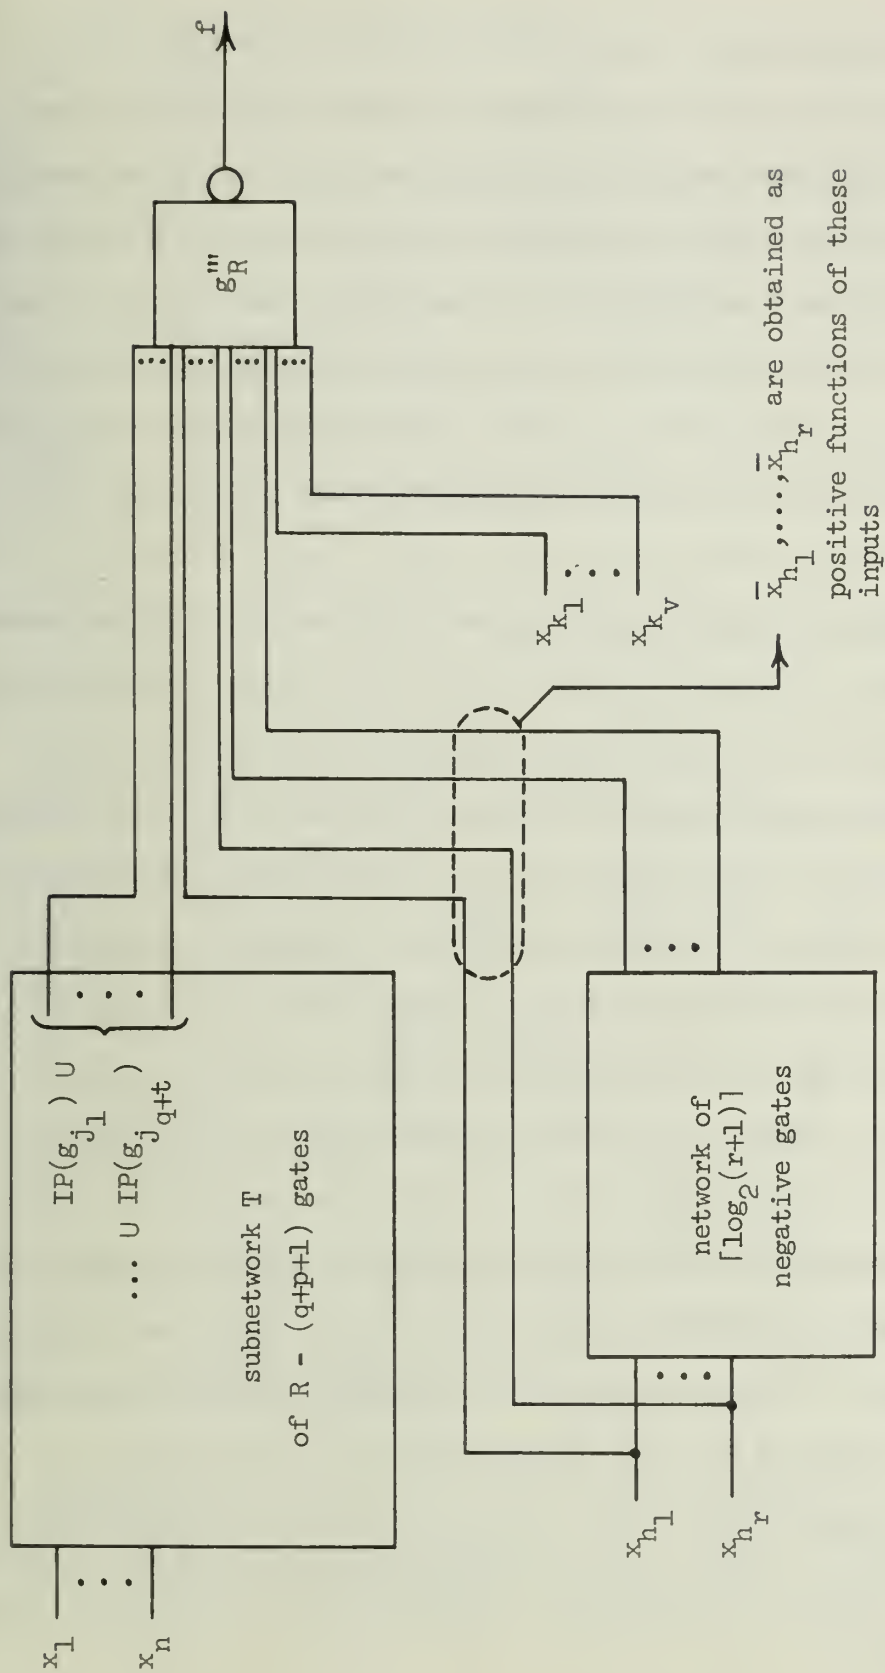 x_1
...
x_n
IP(g_{j_1}) ∪
... ∪ IP(g_{j_{q+t}})
subnetwork T
of R - (q+p+1) gates
...
g_R'''
f
...
...
...
...
x_{h_1}
...
x_{h_r}
network of
⌈log_2(r+1)⌉
negative gates
...
x_{k_1}
...
x_{k_v}
x̄_{h_1},...,x̄_{h_r} are obtained as
positive functions of these
inputs